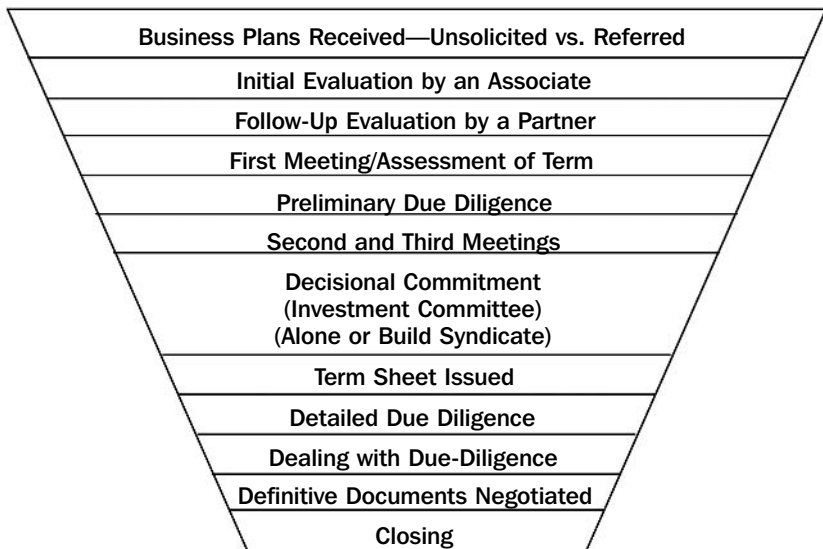 Business Plans Received—Unsolicited vs. Referred
Initial Evaluation by an Associate
Follow-Up Evaluation by a Partner
First Meeting/Assessment of Term
Preliminary Due Diligence
Second and Third Meetings
Decisional Commitment
(Investment Committee)
(Alone or Build Syndicate)
Term Sheet Issued
Detailed Due Diligence
Dealing with Due-Diligence
Definitive Documents Negotiated
Closing